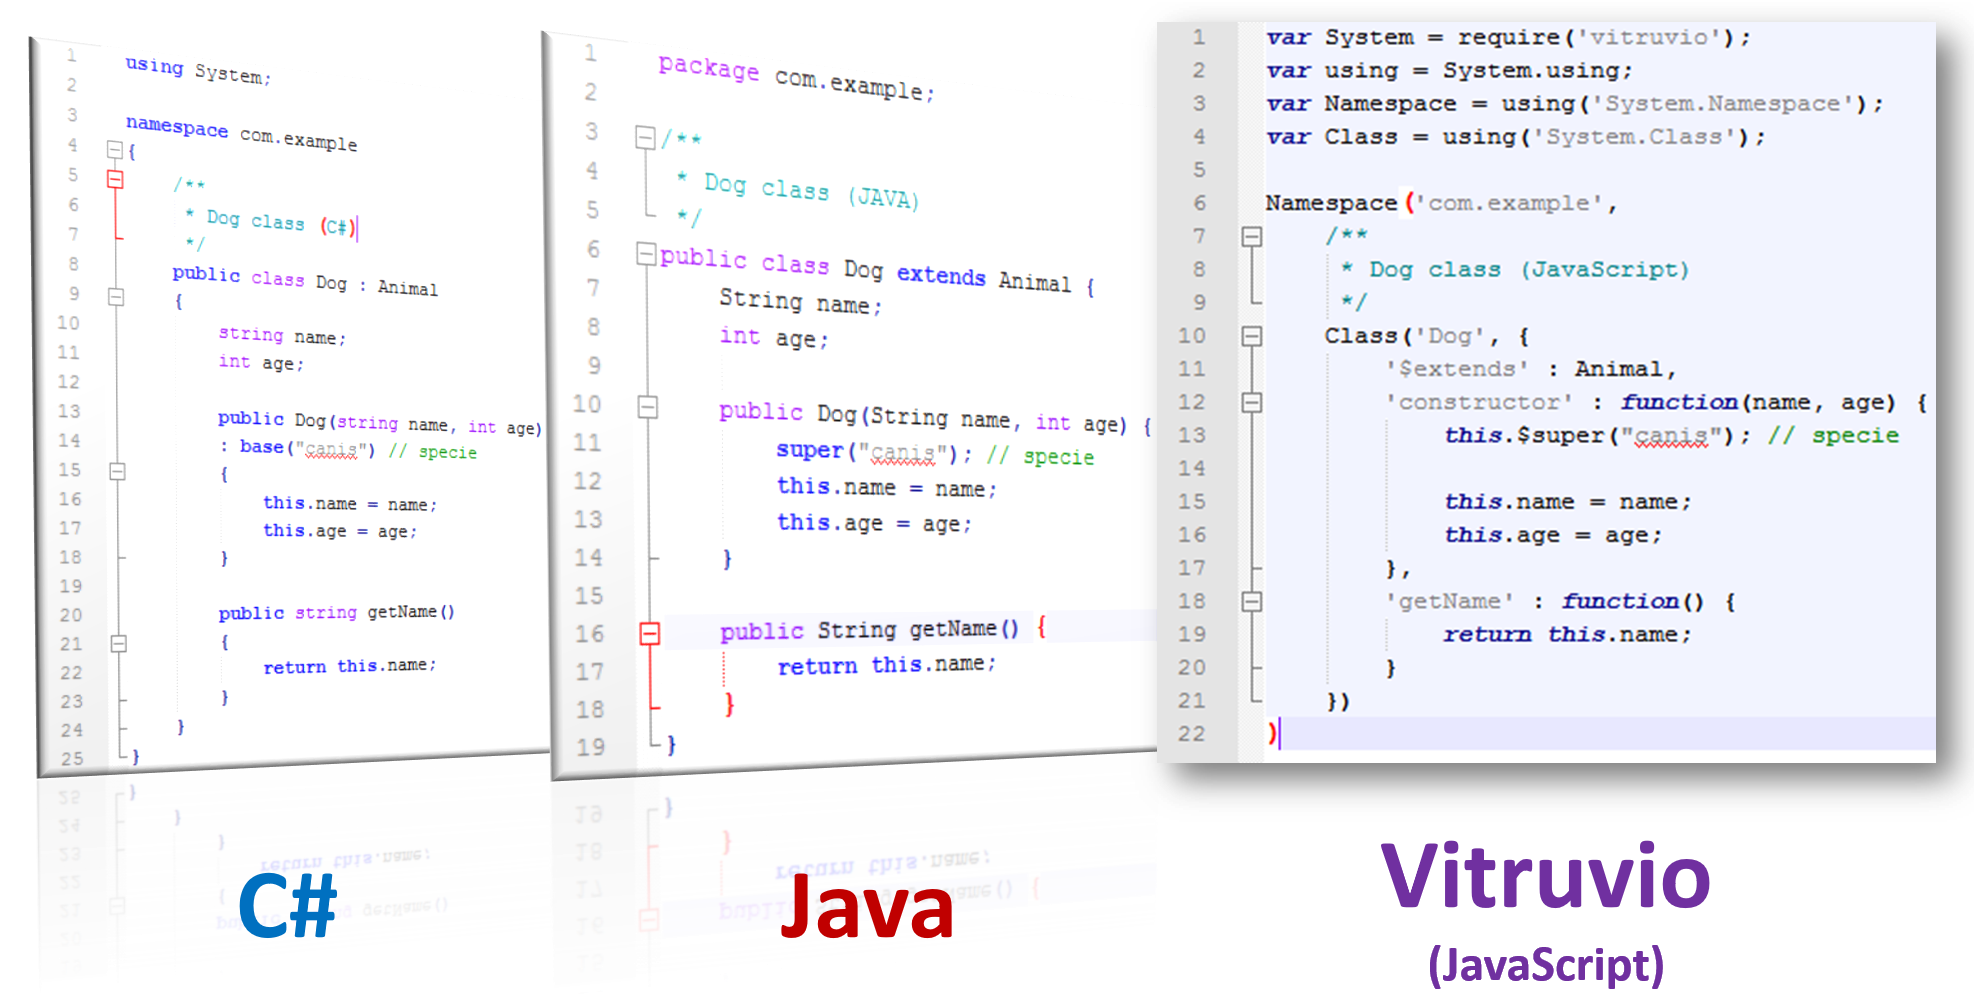 1
2
3
4
5
6
7
8
9
10
11
12
13
14
15
16
17
18
19
20
21
22
23
24
25
using System;
namespace com.example
{
/**
* Dog class (C#)
*/
public class Dog : Animal
{
string name;
int age;
public Dog(string name, int age)
: base("canis") // specie
{
this.name = name;
this.age = age;
}
public string getName()
{
return this.name;
}
}
}
C#
1
2
3
4
5
6
7
8
9
10
11
12
13
14
15
16
17
18
19
package com.example;
/**
* Dog class (JAVA)
*/
public class Dog extends Animal {
String name;
int age;
public Dog(String name, int age) {
super("canis"); // specie
this.name = name;
this.age = age;
}
public String getName() {
return this.name;
}
}
Java
1 var System = require('vitruvio');
2 var using = System.using;
3 var Namespace = using('System.Namespace');
4 var Class = using('System.Class');
5
6 Namespace('com.example',
7 /**
8 * Dog class (JavaScript)
9 */
10 Class('Dog', {
11 '$extends' : Animal,
12 'constructor' : function(name, age) {
13 this.$super("canis"); // specie
14
15 this.name = name;
16 this.age = age;
17 },
18 'getName' : function() {
19 return this.name;
20 }
21 })
22 )
Vitruvio
(JavaScript)